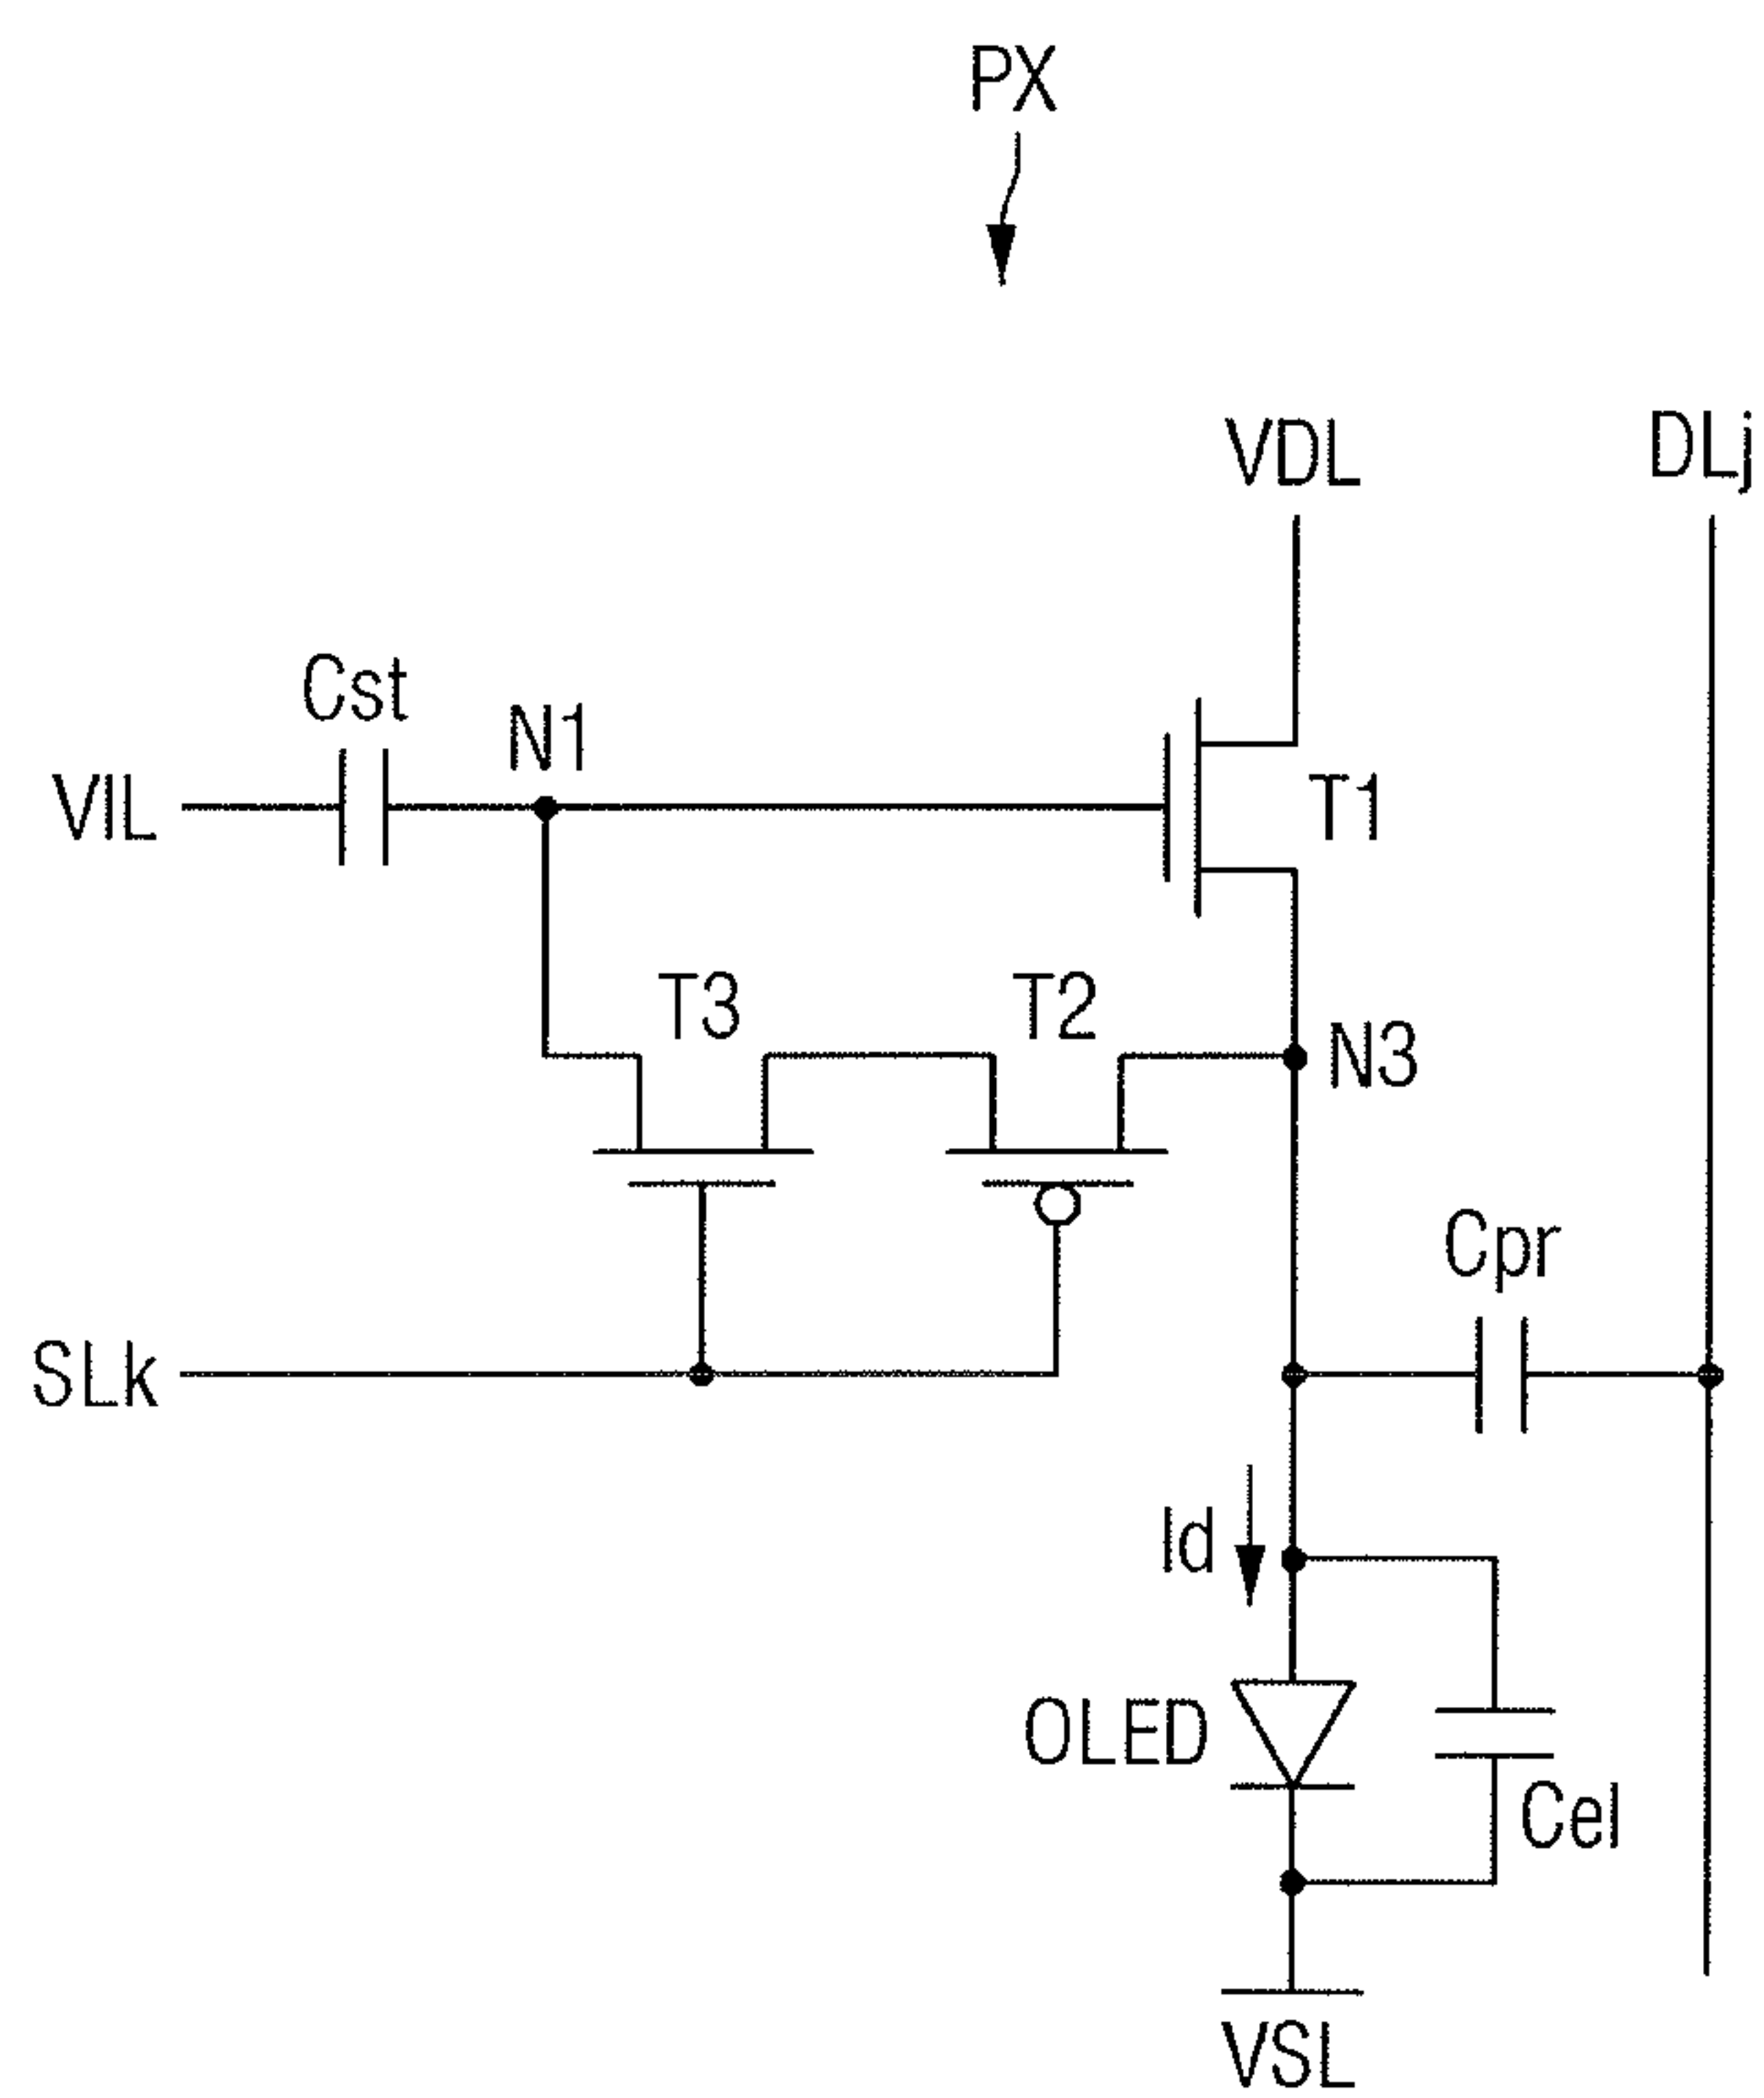 PX
VDL
DLj
Cst
N1
VIL
T1
T3
T2
N3
Cpr
SLk
Id
OLED
Cel
VSL